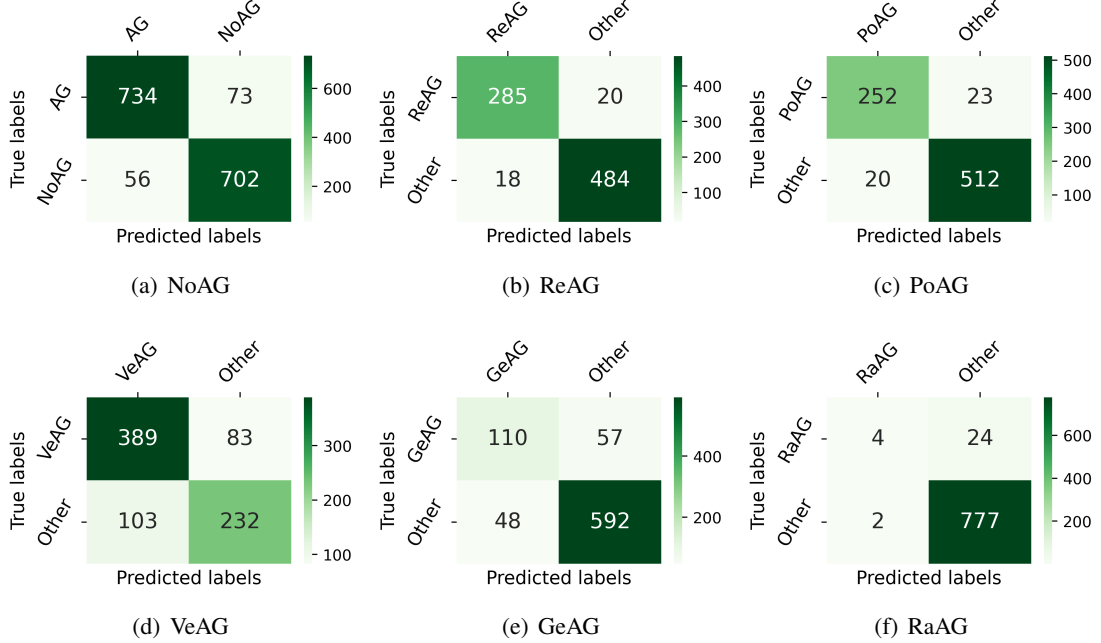 AG NoAG
True labels
AG 734 73
NoAG 56 702
600
400
200
Predicted labels
(a) NoAG
ReAG Other
True labels
ReAG 285 20
Other 18 484
400
300
200
100
Predicted labels
(b) ReAG
PoAG Other
True labels
PoAG 252 23
Other 20 512
500
400
300
200
100
Predicted labels
(c) PoAG
VeAG Other
True labels
VeAG 389 83
Other 103 232
300
200
100
Predicted labels
(d) VeAG
GeAG Other
True labels
GeAG 110 57
Other 48 592
400
200
Predicted labels
(e) GeAG
RaAG Other
True labels
RaAG 4 24
Other 2 777
600
400
200
Predicted labels
(f) RaAG